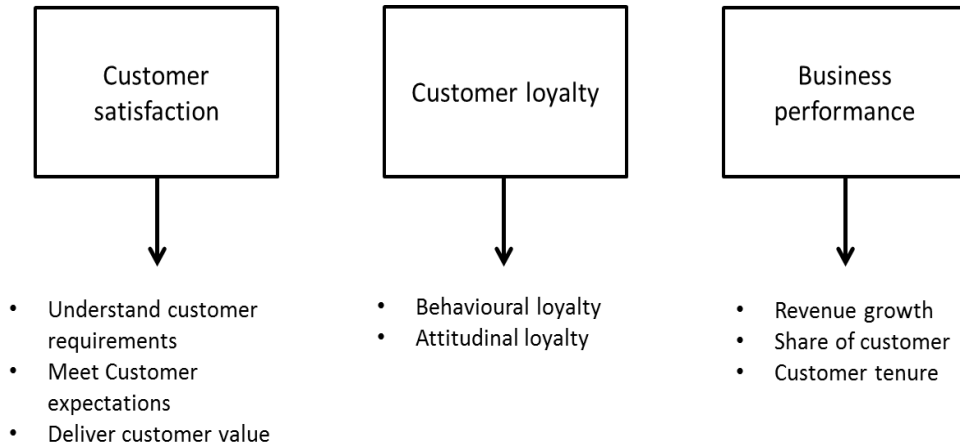 Customer
satisfaction
Customer loyalty
Business
performance
• Understand customer
requirements
• Meet Customer
expectations
• Deliver customer value
• Behavioural loyalty
• Attitudinal loyalty
• Revenue growth
• Share of customer
• Customer tenure